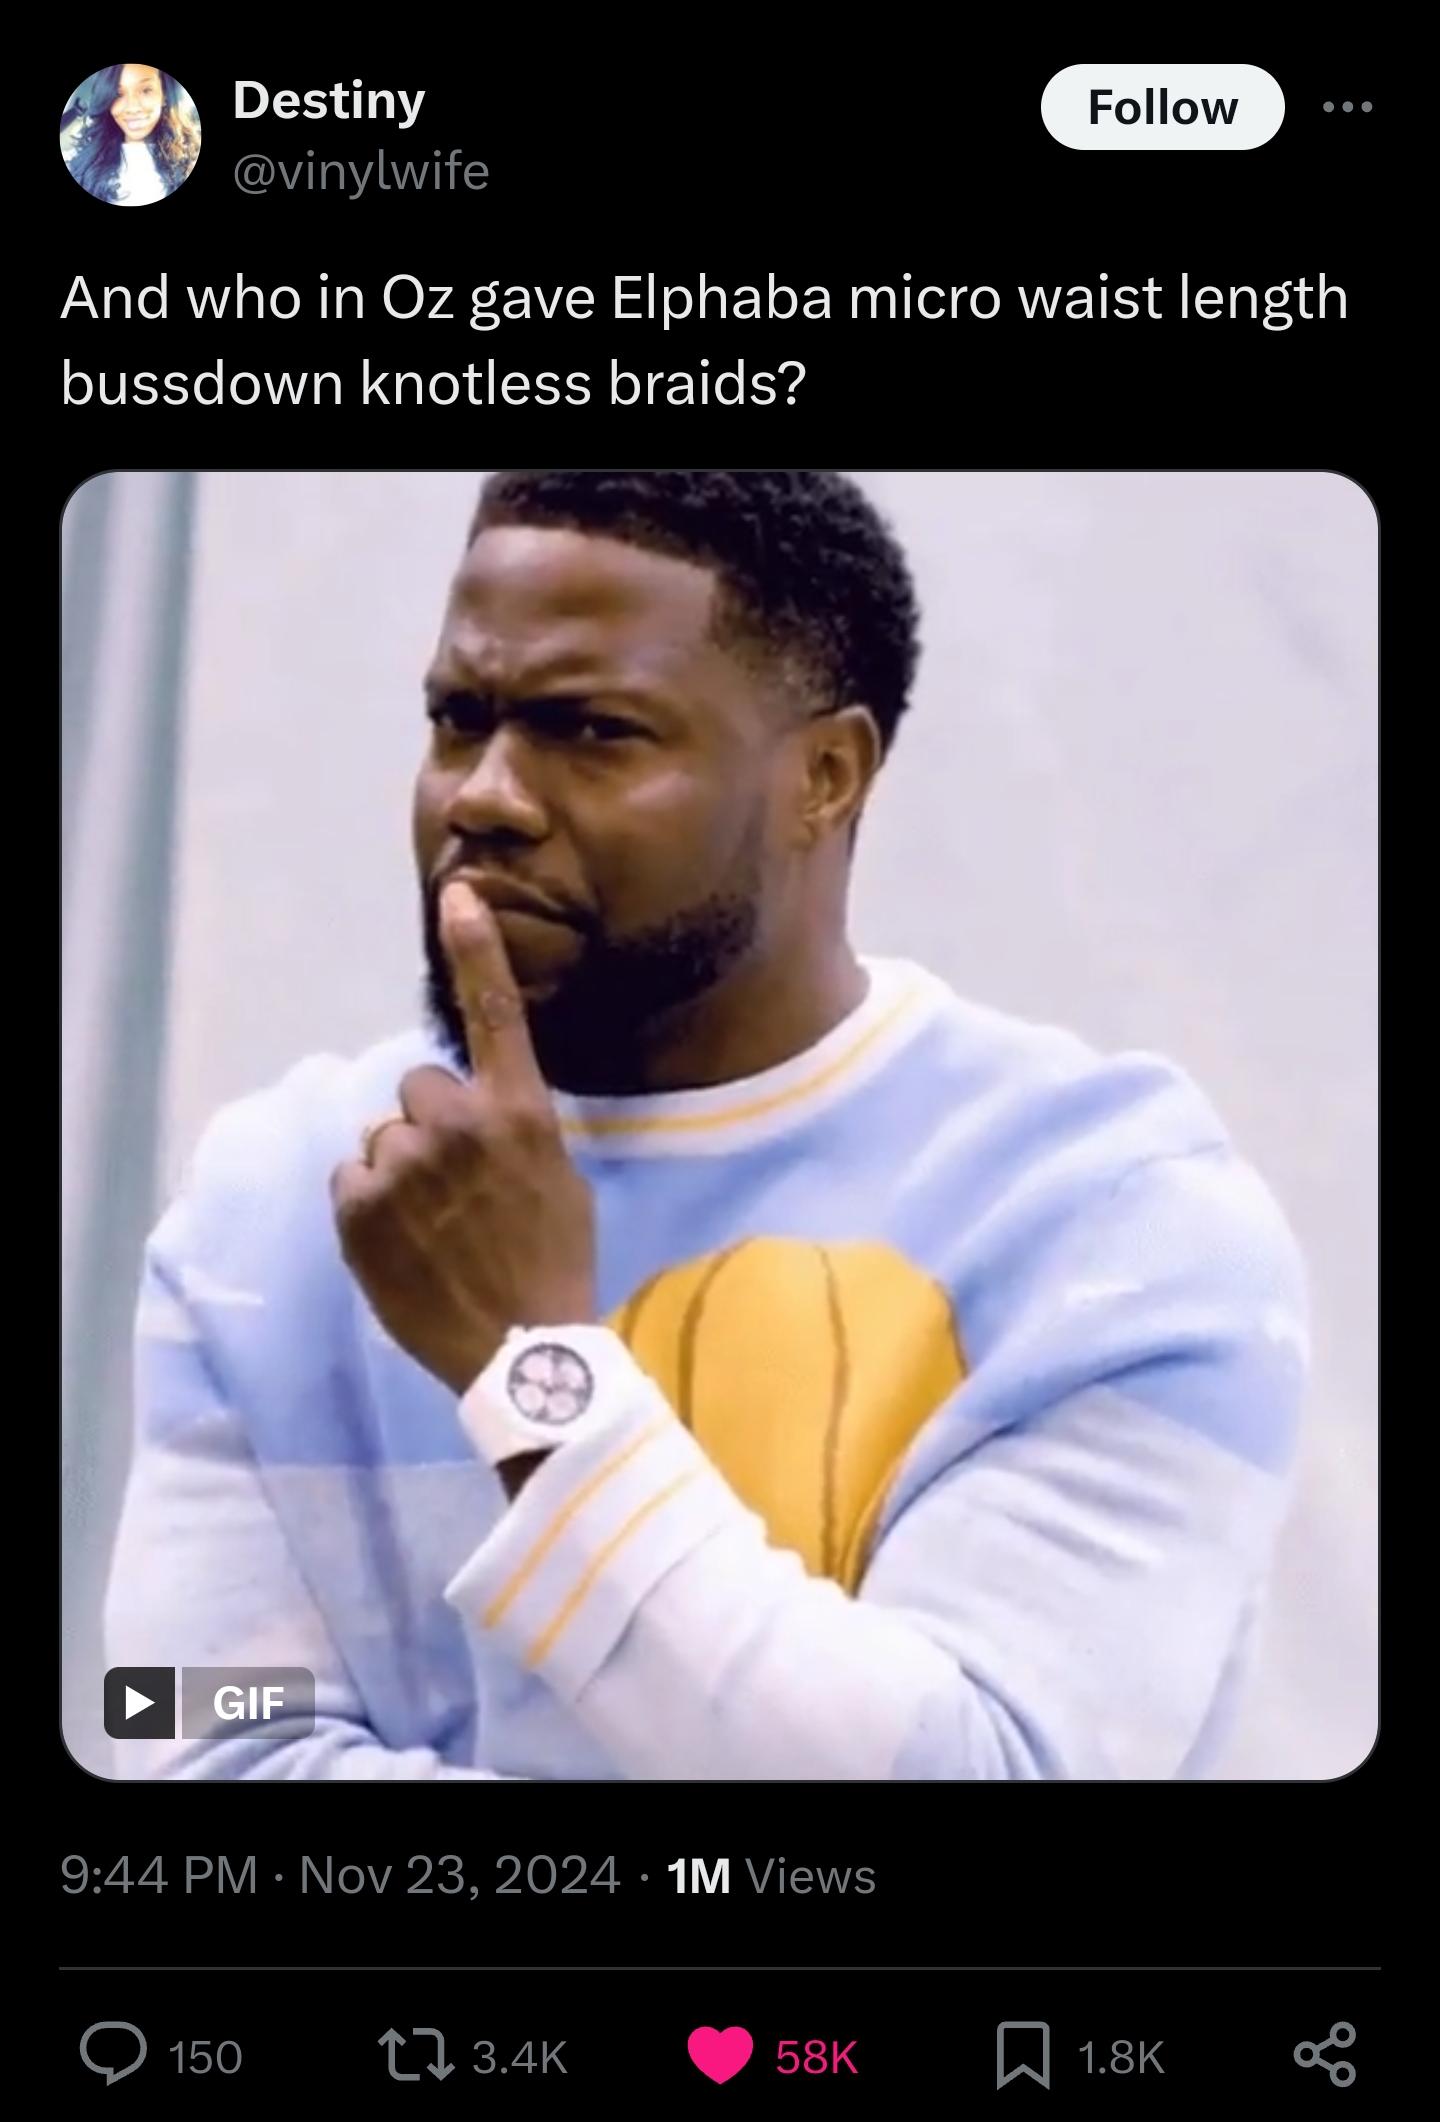 Destiny
@vinylwife
Follow
And who in Oz gave Elphaba micro waist length
bussdown knotless braids?
GIF
9:44 PM · Nov 23, 2024 · 1M Views
150
3.4K
58K
1.8K